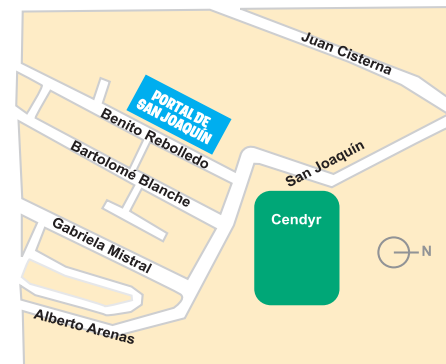 Juan Cisterna
PORTAL DE
SAN JOAQUÍN
Benito Rebolledo
Bartolomé Blanche
San Joaquín
Cendyr
Gabriela Mistral
N
Alberto Arenas